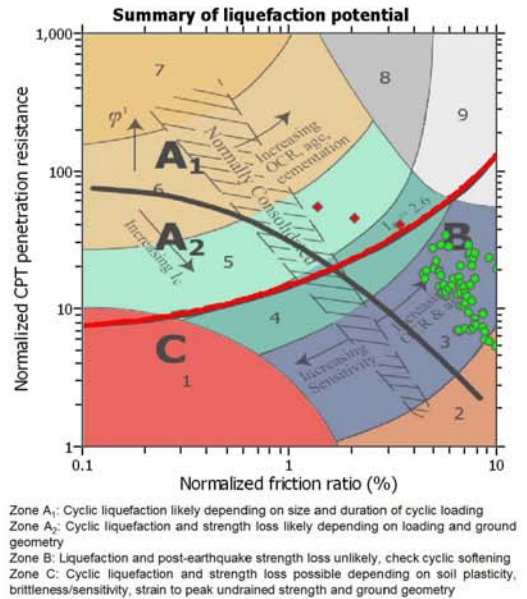 Summary of liquefaction potential
Normalized CPT penetration resistance
1,000
100
10
1
7
8
9
φ'
A₁
Increasing
OCR, age,
cementation
Normally Consolidated
6
A₂
Increasing Ic
5
Ic = 2.6
B
4
C
1
Increasing
OCR &
Increasing
Sensitivity
3
2
0.1
1
10
Normalized friction ratio (%)
Zone A₁: Cyclic liquefaction likely depending on size and duration of cyclic loading
Zone A₂: Cyclic liquefaction and strength loss likely depending on loading and ground
geometry
Zone B: Liquefaction and post-earthquake strength loss unlikely, check cyclic softening
Zone C: Cyclic liquefaction and strength loss possible depending on soil plasticity,
brittleness/sensitivity, strain to peak undrained strength and ground geometry